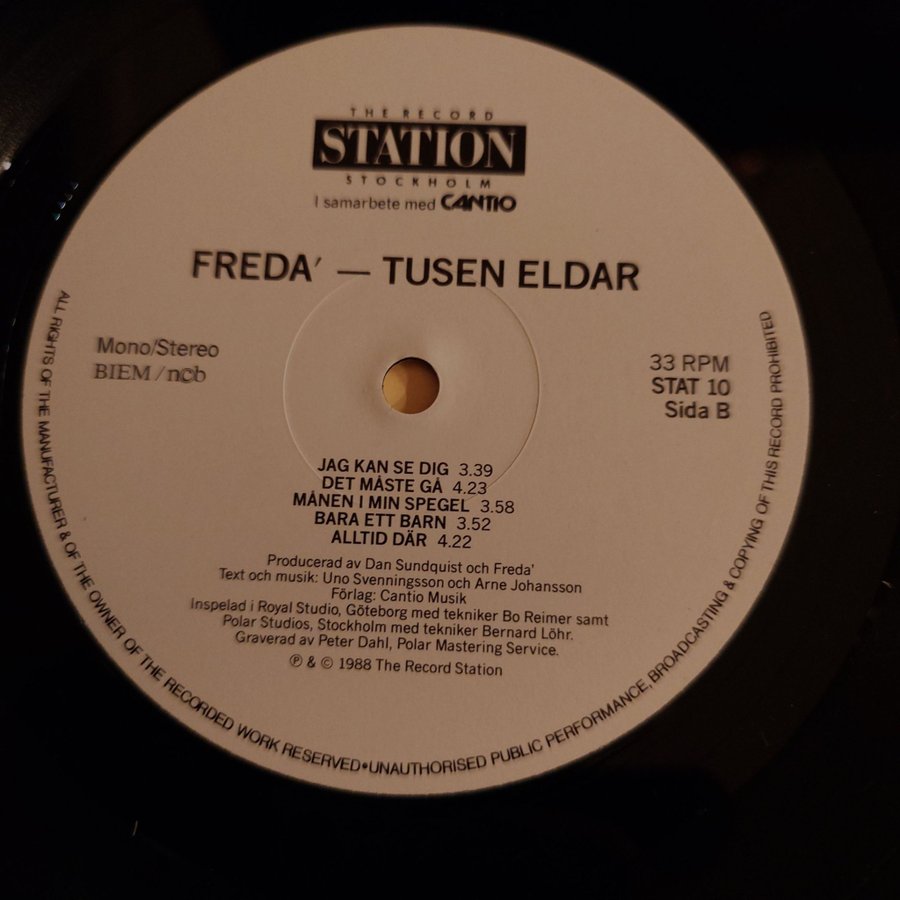 THE RECORD
STATION
STOCKHOLM
I samarbete med CANTIO
FREDA' — TUSEN ELDAR
Mono/Stereo
BIEM/n©b
33 RPM
STAT 10
Sida B
JAG KAN SE DIG 3.39
DET MÅSTE GÅ 4.23
MÅNEN I MIN SPEGEL 3.58
BARA ETT BARN 3.52
ALLTID DÄR 4.22
Producerad av Dan Sundquist och Freda'
Text och musik: Uno Svenningsson och Arne Johansson
Förlag: Cantio Musik
Inspelad i Royal Studio, Göteborg med tekniker Bo Reimer samt
Polar Studios, Stockholm med tekniker Bernard Löhr.
Graverad av Peter Dahl, Polar Mastering Service.
℗ & © 1988 The Record Station
ALL RIGHTS OF THE MANUFACTURER & OF THE OWNER OF THE RECORDED WORK RESERVED•UNAUTHORISED PUBLIC PERFORMANCE, BROADCASTING & COPYING OF THIS RECORD PROHIBITED